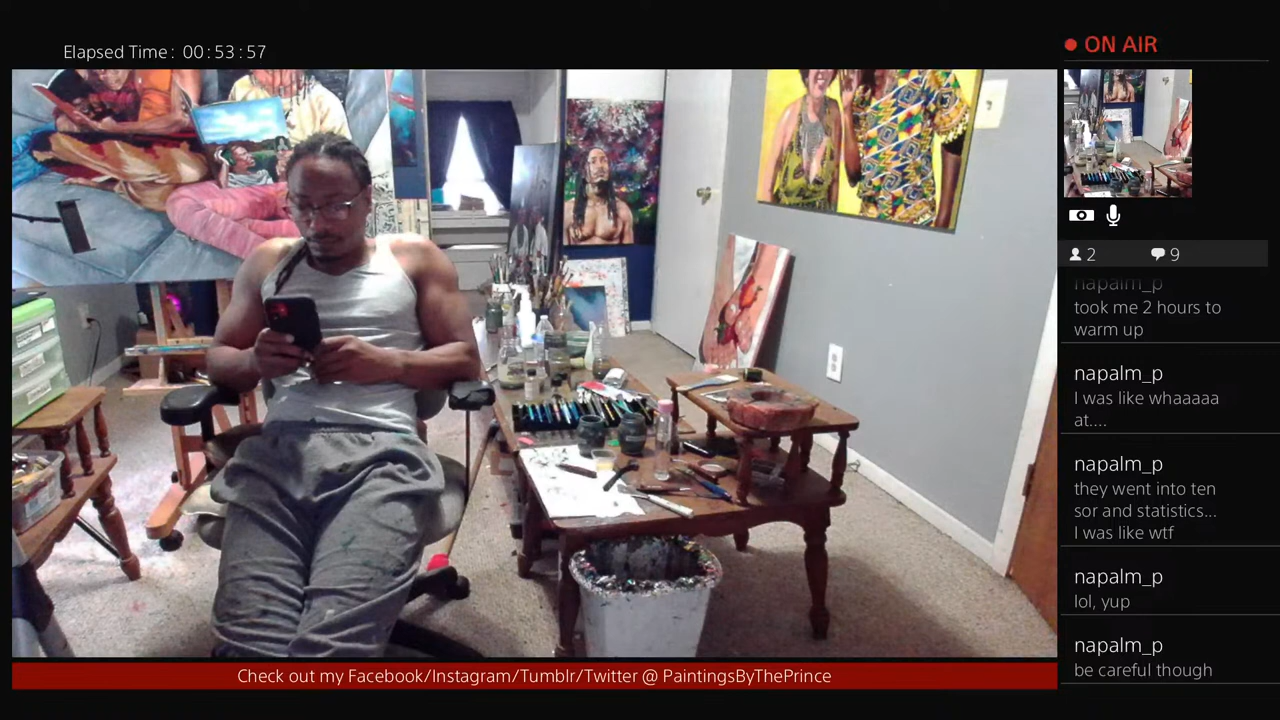 Elapsed Time: 00:53:57
ON AIR
2
9
napalm_p
took me 2 hours to
warm up
napalm_p
I was like whaaaaa
at....
napalm_p
they went into ten
sor and statistics...
I was like wtf
napalm_p
lol, yup
napalm_p
be careful though
Check out my Facebook/Instagram/Tumblr/Twitter @ PaintingsByThePrince